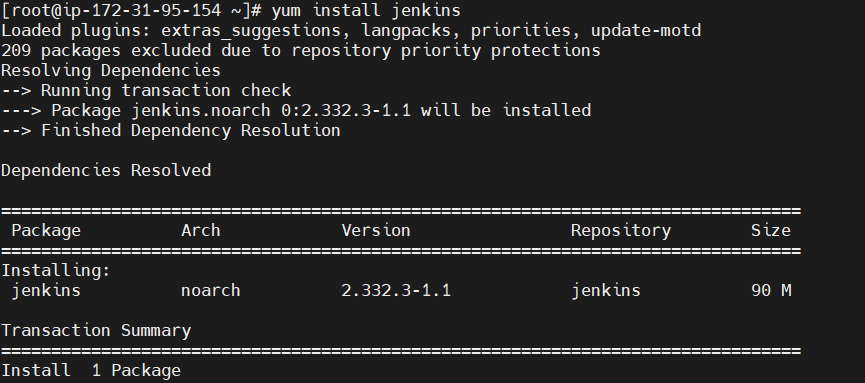 [root@ip-172-31-95-154 ~]# yum install jenkins
Loaded plugins: extras_suggestions, langpacks, priorities, update-motd
209 packages excluded due to repository priority protections
Resolving Dependencies
--> Running transaction check
---> Package jenkins.noarch 0:2.332.3-1.1 will be installed
--> Finished Dependency Resolution

Dependencies Resolved

================================================================================
 Package          Arch            Version                Repository        Size
================================================================================
Installing:
 jenkins          noarch          2.332.3-1.1            jenkins           90 M

Transaction Summary
================================================================================
Install  1 Package